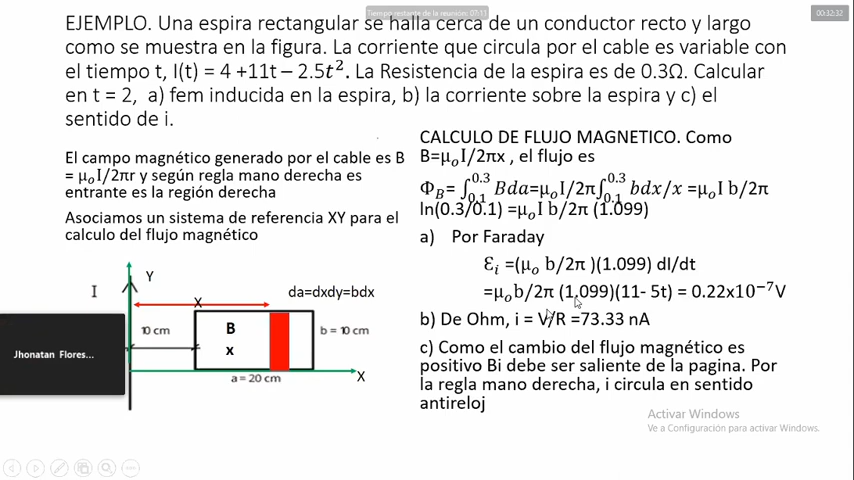 Tiempo restante de la reunión: 07:11
00:32:32
EJEMPLO. Una espira rectangular se halla cerca de un conductor recto y largo
como se muestra en la figura. La corriente que circula por el cable es variable con
el tiempo t, I(t) = 4 +11t – 2.5𝑡². La Resistencia de la espira es de 0.3Ω. Calcular
en t = 2, a) fem inducida en la espira, b) la corriente sobre la espira y c) el
sentido de i.
El campo magnético generado por el cable es B
= μₒI/2πr y según regla mano derecha es
entrante es la región derecha
Asociamos un sistema de referencia XY para el
calculo del flujo magnético
I
Y
X
da=dxdy=bdx
10 cm
B
x
b = 10 cm
a = 20 cm
X
Jhonatan Flores...
CALCULO DE FLUJO MAGNETICO. Como
B=μₒI/2πx , el flujo es
Φ_B= ∫_0.1^0.3 Bda=μₒI/2π∫_0.1^0.3 bdx/x =μₒI b/2π
ln(0.3/0.1) =μₒI b/2π (1.099)
a) Por Faraday
Ɛᵢ =(μₒ b/2π )(1.099) dI/dt
=μₒb/2π (1.099)(11- 5t) = 0.22x10⁻⁷V
b) De Ohm, i = V/R =73.33 nA
c) Como el cambio del flujo magnético es
positivo Bi debe ser saliente de la pagina. Por
la regla mano derecha, i circula en sentido
antireloj
Activar Windows
Ve a Configuración para activar Windows.